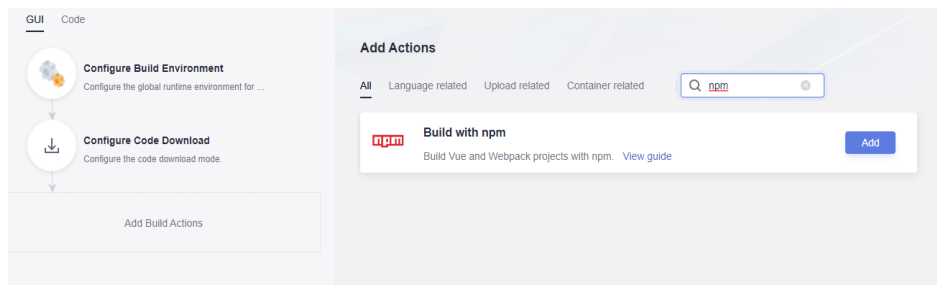 GUI Code
Configure Build Environment
Configure the global runtime environment for ...
Configure Code Download
Configure the code download mode.
Add Build Actions
Add Actions
All Language related Upload related Container related npm
npm
Build with npm
Build Vue and Webpack projects with npm. View guide
Add